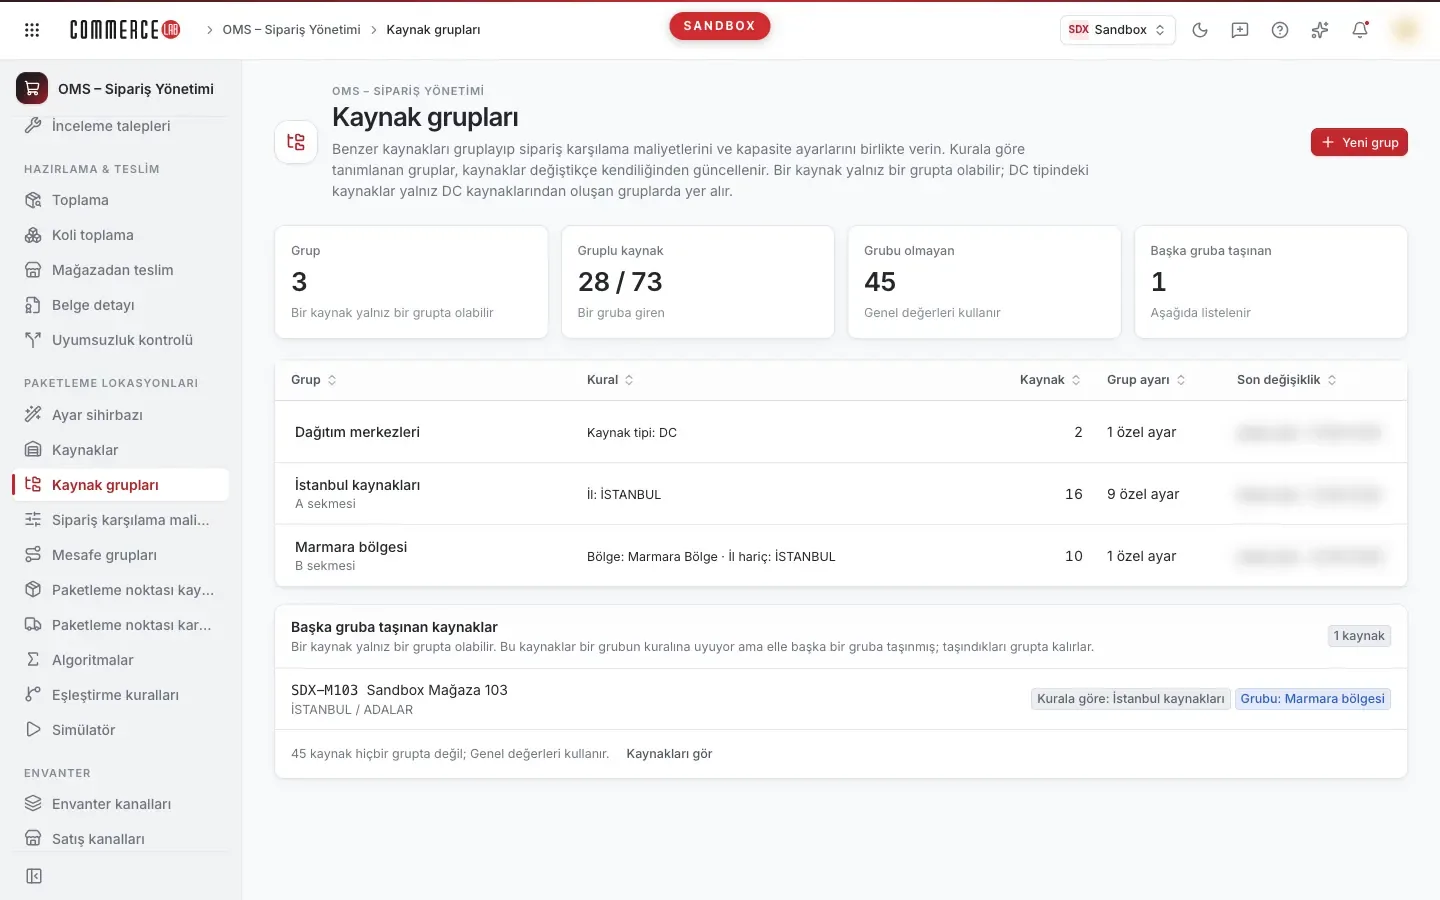 COMMERCE LAB
OMS – Sipariş Yönetimi
Kaynak grupları
SANDBOX
SDX Sandbox
OMS – Sipariş Yönetimi
İnceleme talepleri
HAZIRLAMA & TESLİM
Toplama
Koli toplama
Mağazadan teslim
Belge detayı
Uyumsuzluk kontrolü
PAKETLEME LOKASYONLARI
Ayar sihirbazı
Kaynaklar
Kaynak grupları
Sipariş karşılama mali...
Mesafe grupları
Paketleme noktası kay...
Paketleme noktası kar...
Algoritmalar
Eşleştirme kuralları
Simülatör
ENVANTER
Envanter kanalları
Satış kanalları
OMS – SİPARİŞ YÖNETİMİ
Kaynak grupları
Benzer kaynakları gruplayıp sipariş karşılama maliyetlerini ve kapasite ayarlarını birlikte verin. Kurala göre
tanımlanan gruplar, kaynaklar değiştikçe kendiliğinden güncellenir. Bir kaynak yalnız bir grupta olabilir; DC tipindeki
kaynaklar yalnız DC kaynaklarından oluşan gruplarda yer alır.
Yeni grup
Grup
3
Bir kaynak yalnız bir grupta olabilir
Gruplu kaynak
28 / 73
Bir gruba giren
Grubu olmayan
45
Genel değerleri kullanır
Başka gruba taşınan
1
Aşağıda listelenir
Grup Kural Kaynak Grup ayarı Son değişiklik
Dağıtım merkezleri Kaynak tipi: DC 2 1 özel ayar
İstanbul kaynakları
A sekmesi
İl: İSTANBUL 16 9 özel ayar
Marmara bölgesi
B sekmesi
Bölge: Marmara Bölge · İl hariç: İSTANBUL 10 1 özel ayar
Başka gruba taşınan kaynaklar
Bir kaynak yalnız bir grupta olabilir. Bu kaynaklar bir grubun kuralına uyuyor ama elle başka bir gruba taşınmış; taşındıkları grupta kalırlar.
1 kaynak
SDX-M103 Sandbox Mağaza 103
İSTANBUL / ADALAR
Kurala göre: İstanbul kaynakları Grubu: Marmara bölgesi
45 kaynak hiçbir grupta değil; Genel değerleri kullanır. Kaynakları gör